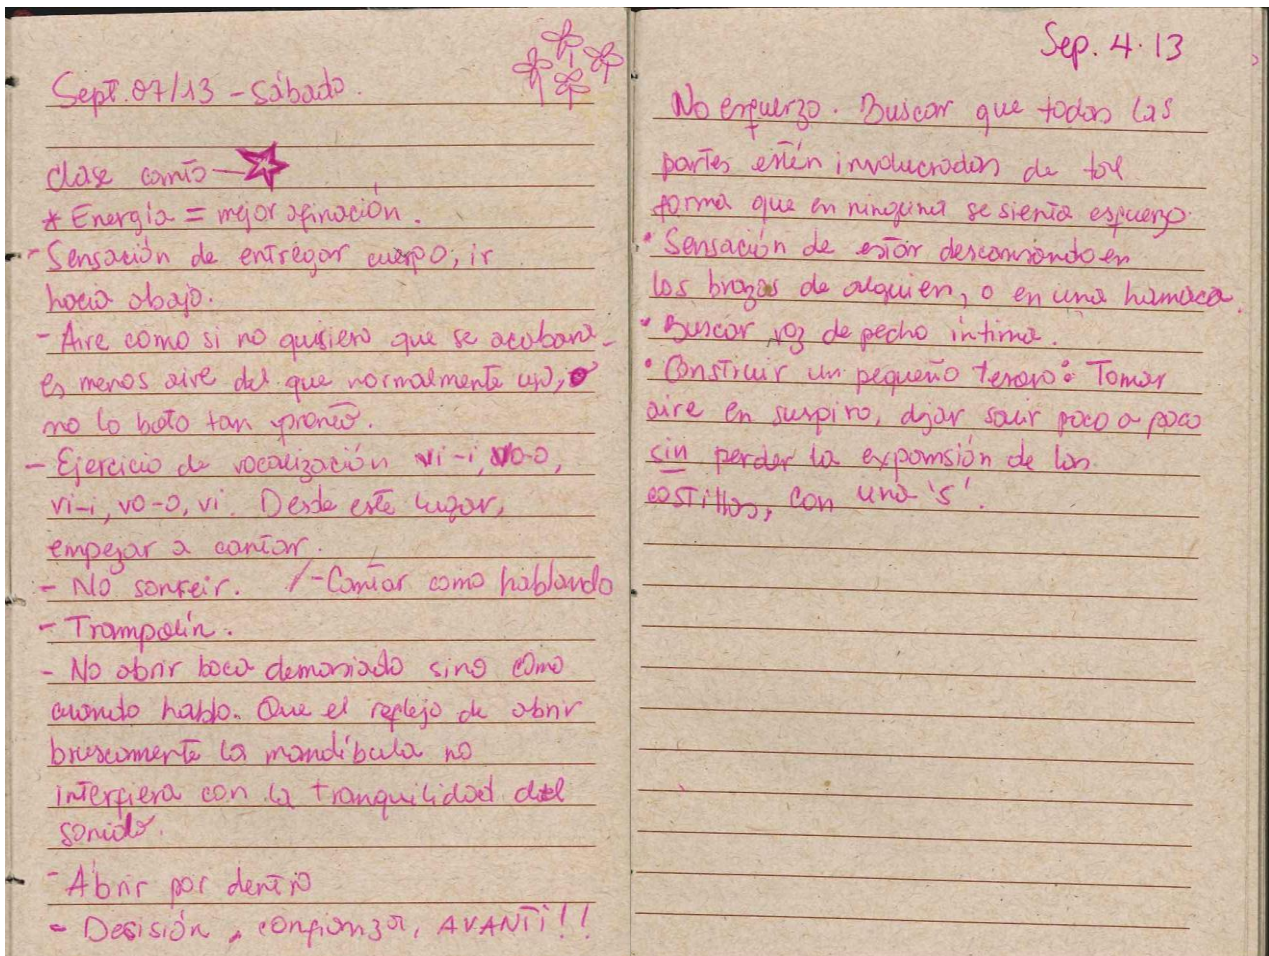 Sept. 07/13 - Sábado.
clase canto - 
* Energía = mejor afinación.
- Sensación de entregar cuerpo, ir
hacia abajo.
- Aire como si no quisiera que se acabara -
es menos aire del que normalmente uso, o
no lo boto tan pronto.
- Ejercicio de vocalización vi-i, vo-o,
vi-i, vo-o, vi. Desde este lugar,
empezar a cantar.
- No sonreir. / - Cantar como hablando
- Trampolín.
- No abrir boca demasiado sino como
cuando hablo. Que el reflejo de abrir
bruscamente la mandíbula no
interfiera con la tranquilidad del
sonido.
- Abrir por dentro
- Desisión, confianza, AVANTI!!
Sep. 4. 13
No esfuerzo. Buscar que todas las
partes estén involucradas de tal
forma que en ninguna se sienta esfuerzo.
• Sensación de estar descansando en
los brazos de alguien, o en una hamaca.
• Buscar voz de pecho íntima.
• Construir un pequeño tesoro: Tomar
aire en suspiro, dejar salir poco a poco
sin perder la expansión de las
costillas, con una 's'.